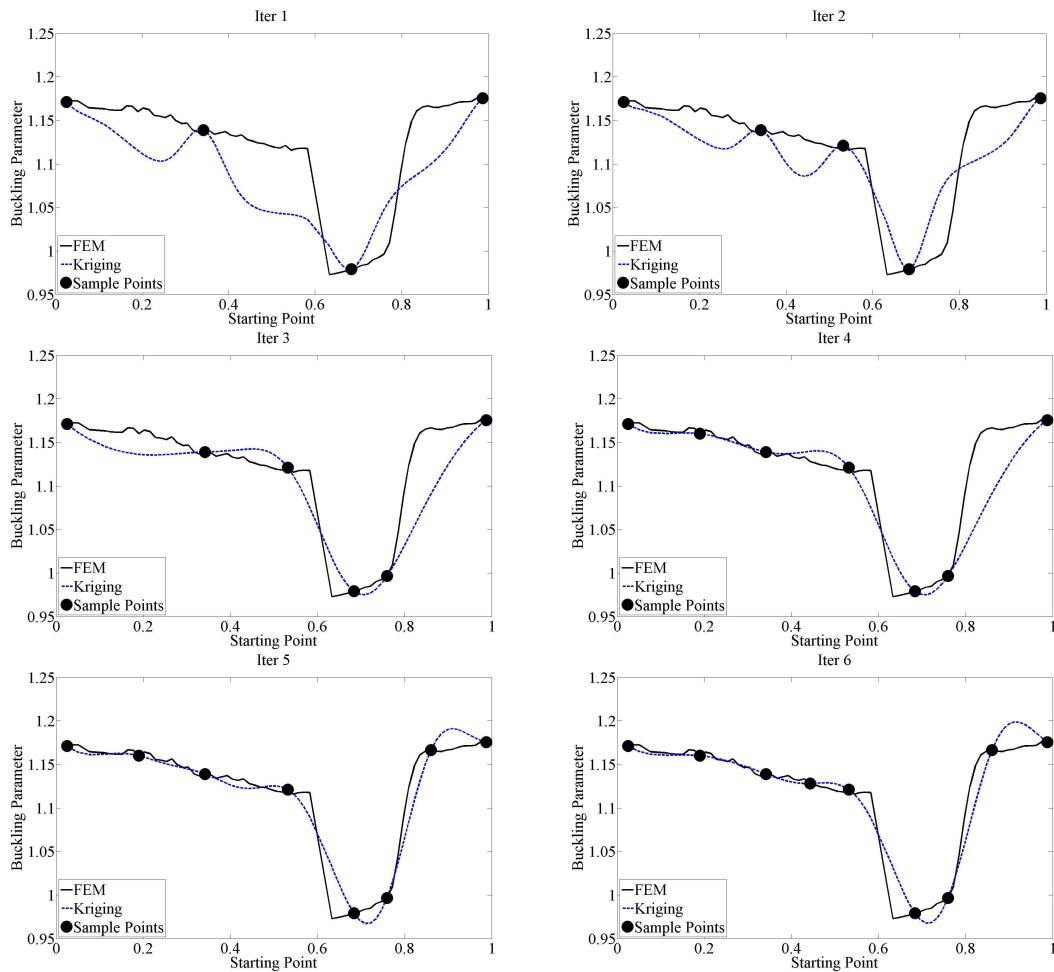 Iter 1
1.25
1.2
1.15
1.1
1.05
1
0.95
Buckling Parameter
FEM
Kriging
Sample Points
0 0.2 0.4 0.6 0.8 1
Starting Point
Iter 2
1.25
1.2
1.15
1.1
1.05
1
0.95
Buckling Parameter
FEM
Kriging
Sample Points
0 0.2 0.4 0.6 0.8 1
Starting Point
Iter 3
1.25
1.2
1.15
1.1
1.05
1
0.95
Buckling Parameter
FEM
Kriging
Sample Points
0 0.2 0.4 0.6 0.8 1
Starting Point
Iter 4
1.25
1.2
1.15
1.1
1.05
1
0.95
Buckling Parameter
FEM
Kriging
Sample Points
0 0.2 0.4 0.6 0.8 1
Starting Point
Iter 5
1.25
1.2
1.15
1.1
1.05
1
0.95
Buckling Parameter
FEM
Kriging
Sample Points
0 0.2 0.4 0.6 0.8 1
Starting Point
Iter 6
1.25
1.2
1.15
1.1
1.05
1
0.95
Buckling Parameter
FEM
Kriging
Sample Points
0 0.2 0.4 0.6 0.8 1
Starting Point